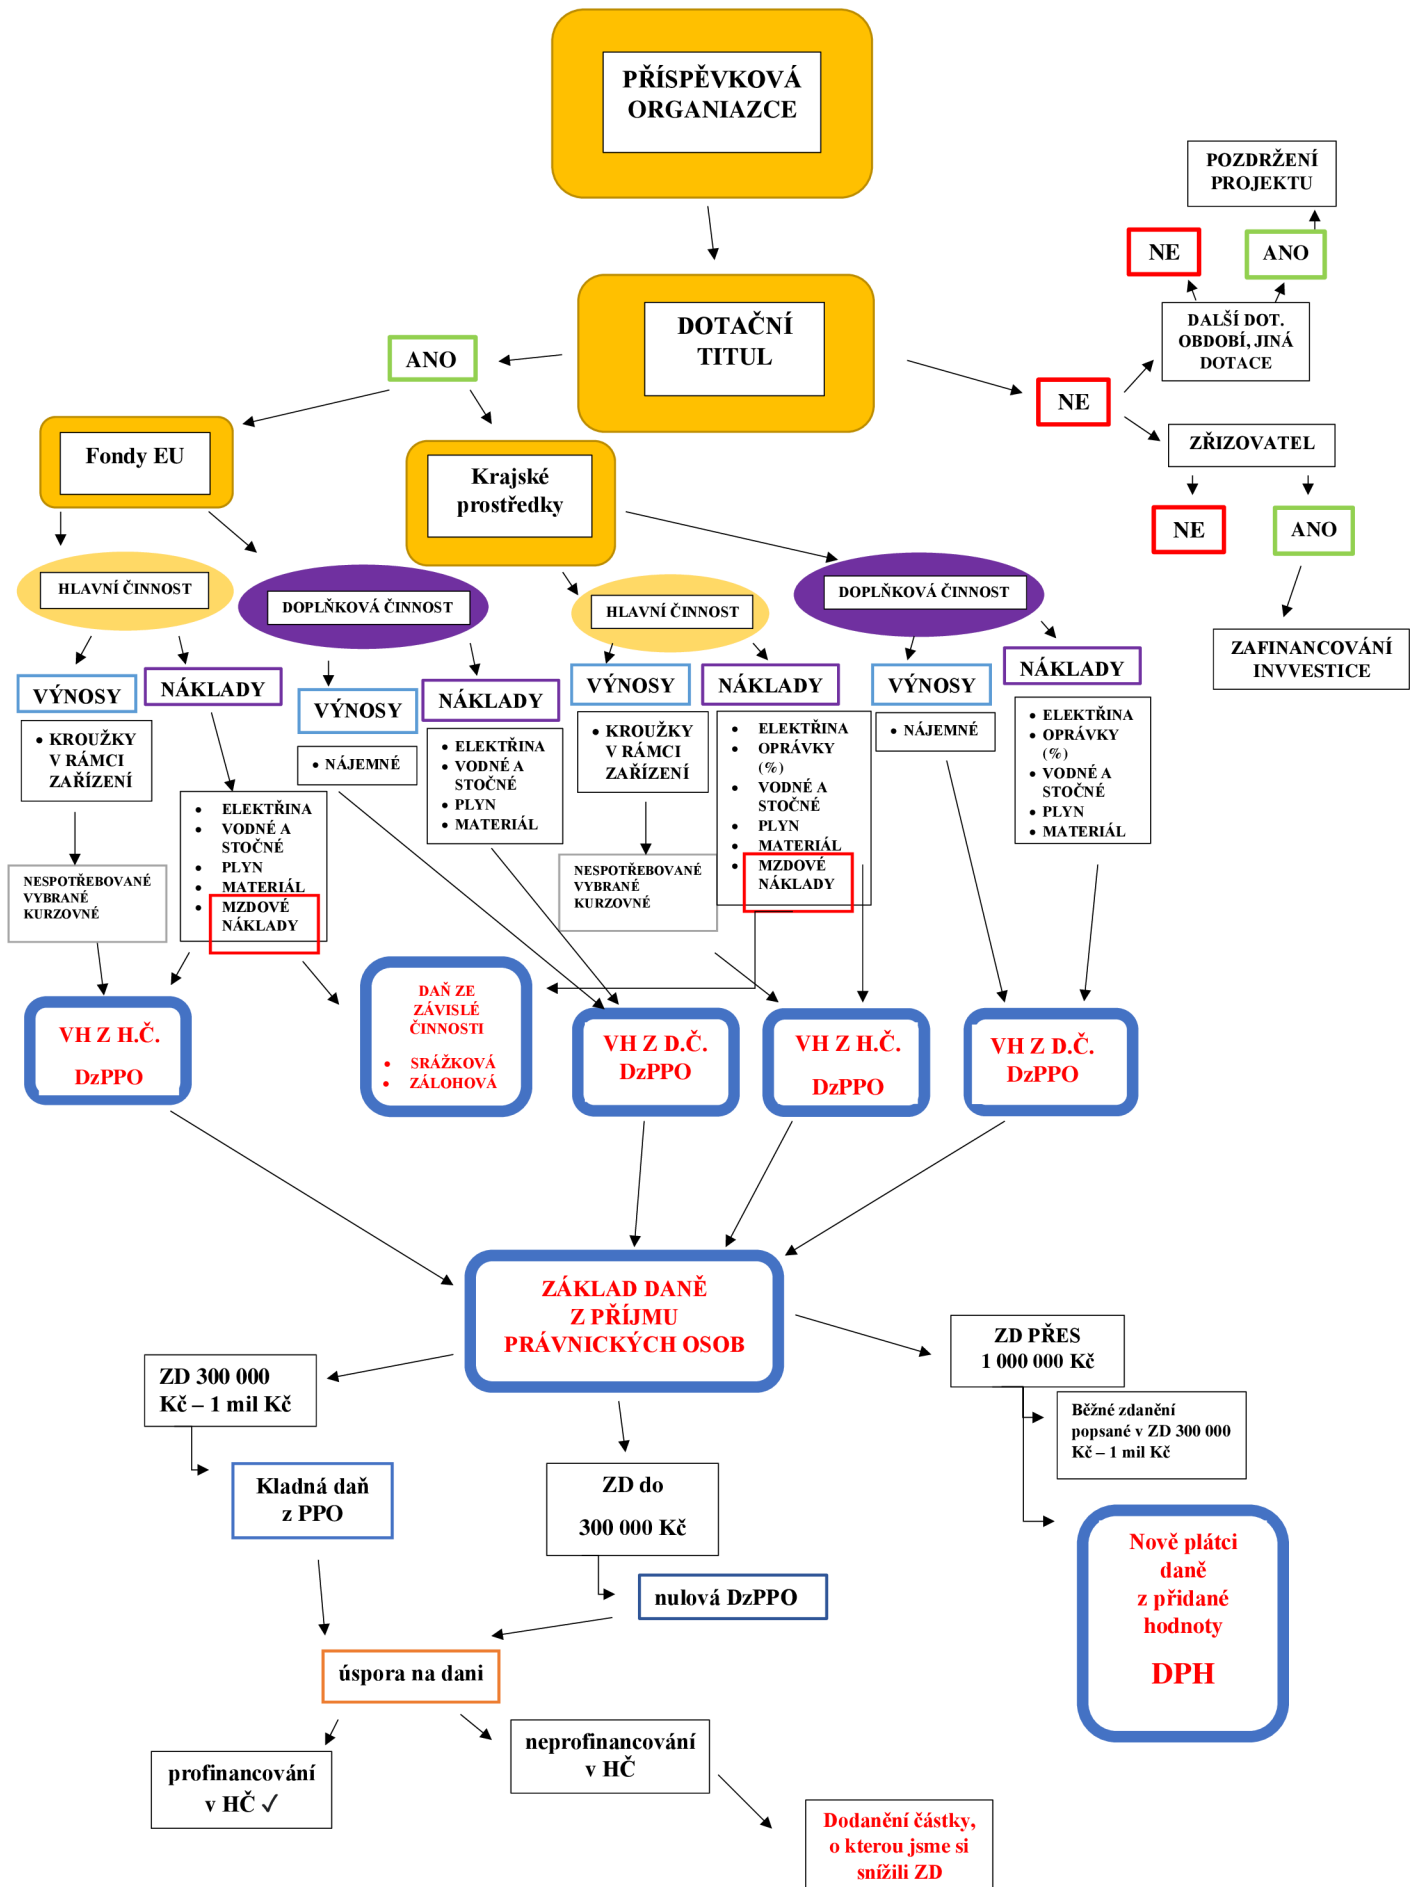 PŘÍSPĚVKOVÁ
ORGANIAZCE
POZDRŽENÍ
PROJEKTU
NE
ANO
DOTAČNÍ
TITUL
DALŠÍ DOT.
OBDOBÍ, JINÁ
DOTACE
ANO
NE
ZŘIZOVATEL
Fondy EU
Krajské
prostředky
NE
ANO
ZAFINANCOVÁNÍ
INVVESTICE
HLAVNÍ ČINNOST
DOPLŇKOVÁ ČINNOST
HLAVNÍ ČINNOST
DOPLŇKOVÁ ČINNOST
VÝNOSY
NÁKLADY
VÝNOSY
NÁKLADY
VÝNOSY
NÁKLADY
VÝNOSY
NÁKLADY
• KROUŽKY
V RÁMCI
ZAŘÍZENÍ
• ELEKTŘINA
• VODNÉ A
STOČNÉ
• PLYN
• MATERIÁL
• MZDOVÉ
NÁKLADY
• NÁJEMNÉ
• ELEKTŘINA
• VODNÉ A
STOČNÉ
• PLYN
• MATERIÁL
• KROUŽKY
V RÁMCI
ZAŘÍZENÍ
• ELEKTŘINA
• OPRÁVKY
(%)
• VODNÉ A
STOČNÉ
• PLYN
• MATERIÁL
• MZDOVÉ
NÁKLADY
• NÁJEMNÉ
• ELEKTŘINA
• OPRÁVKY
(%)
• VODNÉ A
STOČNÉ
• PLYN
• MATERIÁL
NESPOTŘEBOVANÉ
VYBRANÉ
KURZOVNÉ
NESPOTŘEBOVANÉ
VYBRANÉ
KURZOVNÉ
VH Z H.Č.
DzPPO
DAŇ ZE
ZÁVISLÉ
ČINNOSTI
• SRÁŽKOVÁ
• ZÁLOHOVÁ
VH Z D.Č.
DzPPO
VH Z H.Č.
DzPPO
VH Z D.Č.
DzPPO
ZÁKLAD DANĚ
Z PŘÍJMU
PRÁVNICKÝCH OSOB
ZD 300 000
Kč – 1 mil Kč
ZD PŘES
1 000 000 Kč
Běžné zdanění
popsané v ZD 300 000
Kč – 1 mil Kč
Kladná daň
z PPO
ZD do
300 000 Kč
nulová DzPPO
Nově plátci
daně
z přidané
hodnoty
DPH
úspora na dani
profinancování
v HČ ✓
neprofinancování
v HČ
Dodanění částky,
o kterou jsme si
snížili ZD